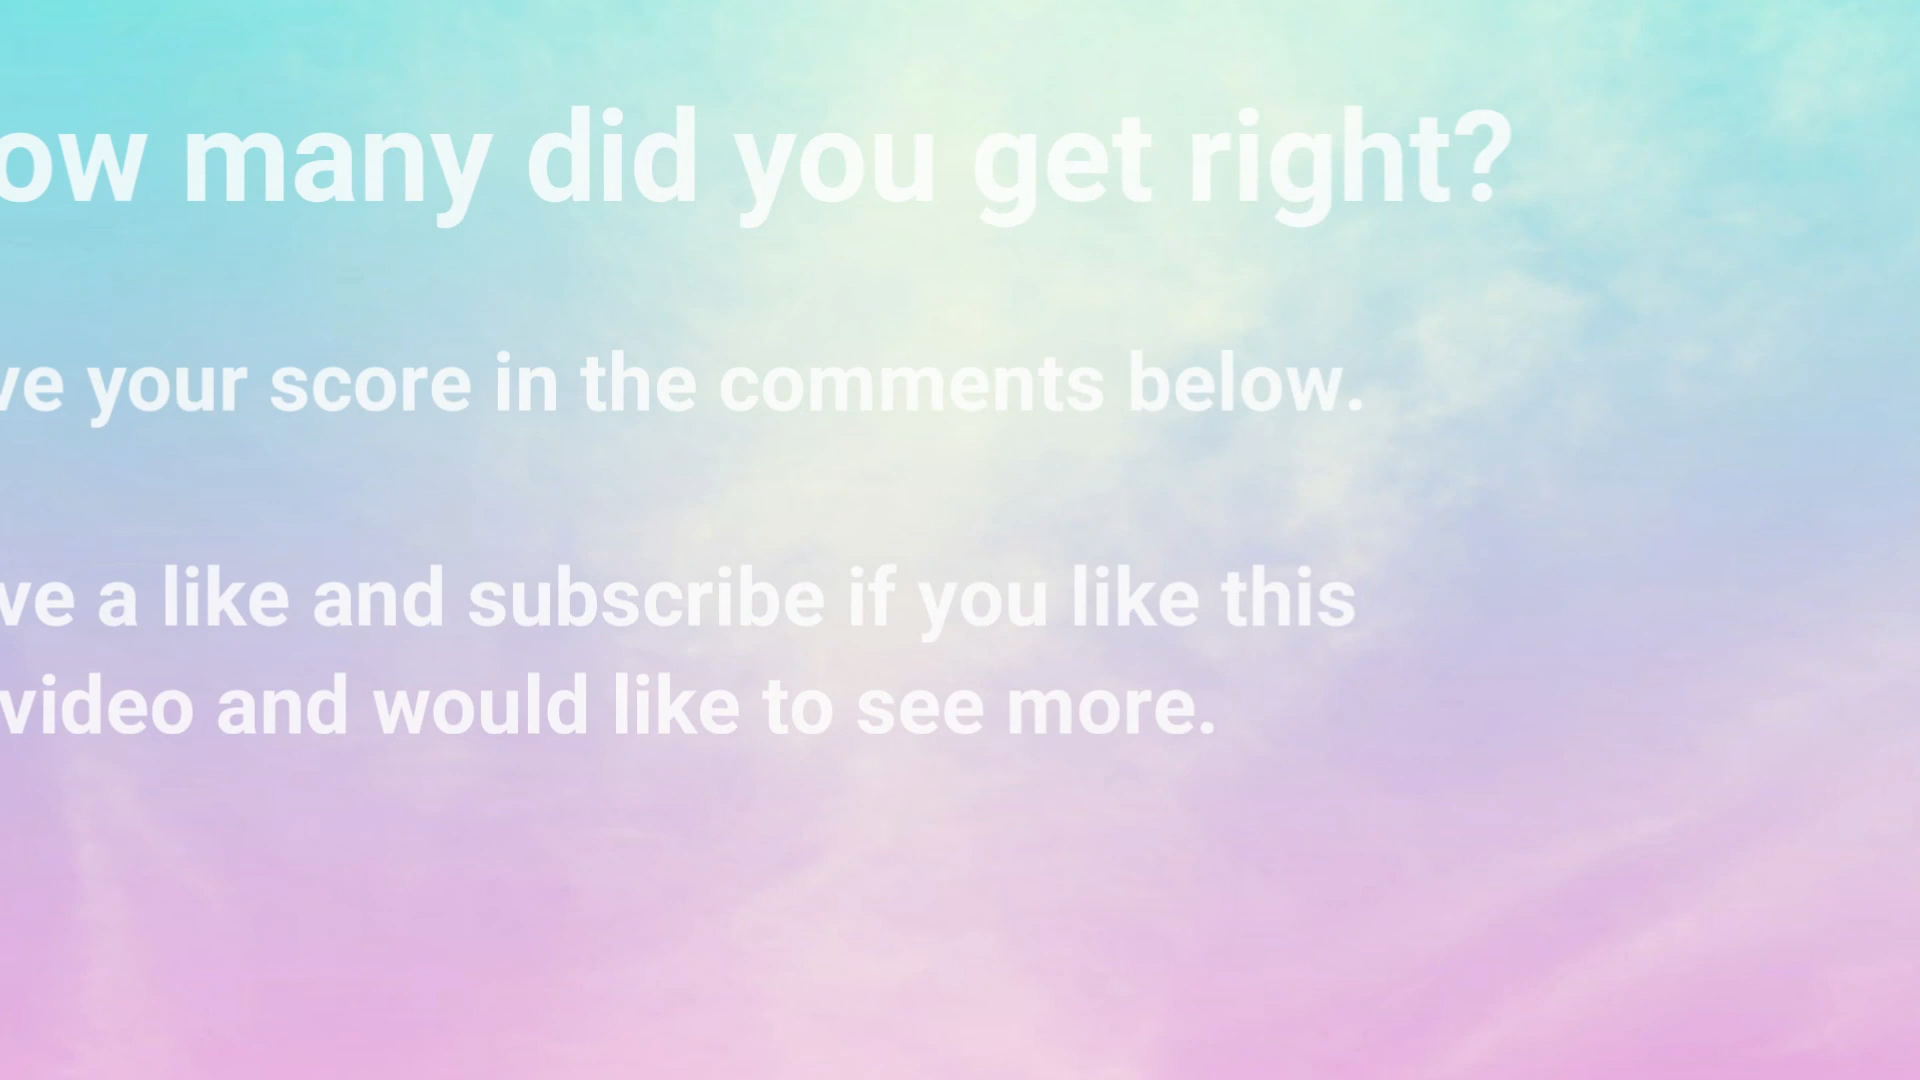 ow many did you get right?
ve your score in the comments below.
ve a like and subscribe if you like this
video and would like to see more.